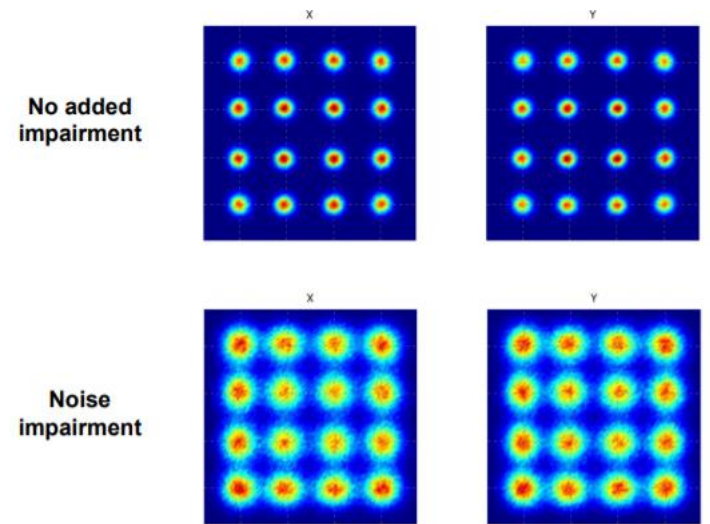 X
Y
No added
impairment
X
Y
Noise
impairment